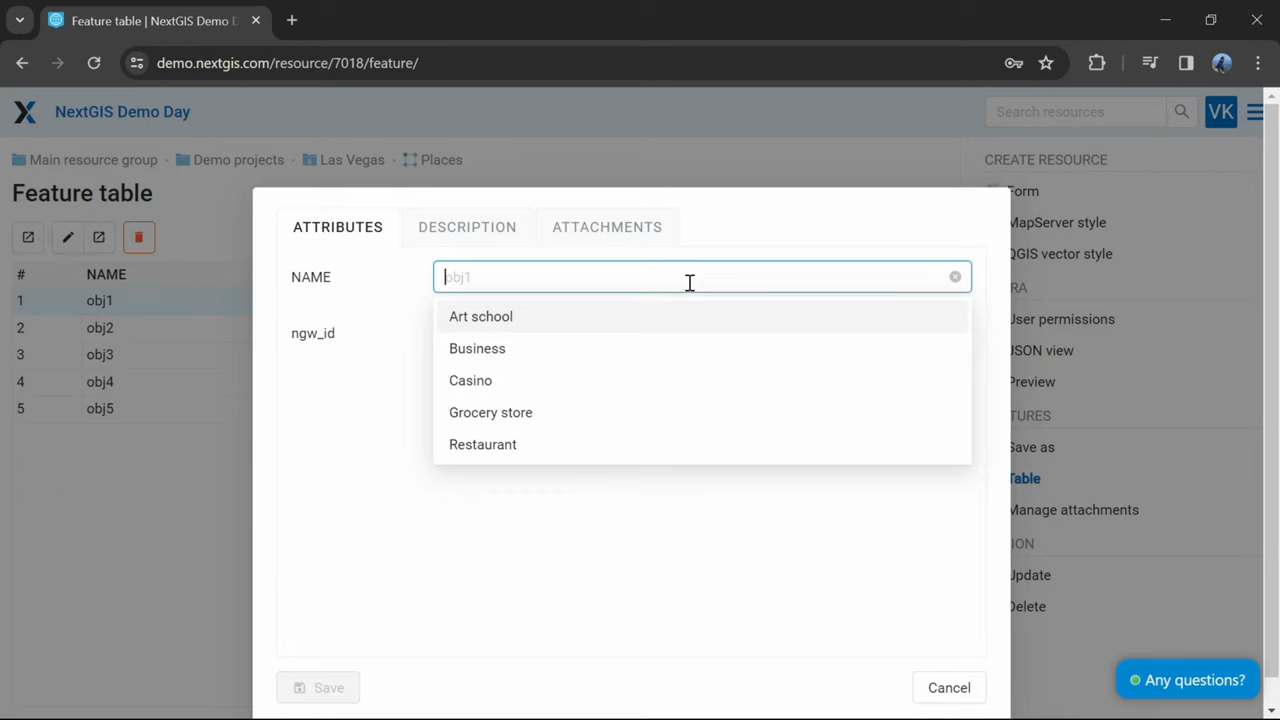 Feature table | NextGIS Demo D
demo.nextgis.com/resource/7018/feature/
NextGIS Demo Day
Search resources
VK
Main resource group
Demo projects
Las Vegas
Places
Feature table
# NAME
1 obj1
2 obj2
3 obj3
4 obj4
5 obj5
ATTRIBUTES DESCRIPTION ATTACHMENTS
NAME obj1
ngw_id
Art school
Business
Casino
Grocery store
Restaurant
Save
Cancel
CREATE RESOURCE
Form
MapServer style
QGIS vector style
RA
User permissions
JSON view
Preview
TURES
Save as
Table
Manage attachments
ION
Update
Delete
Any questions?